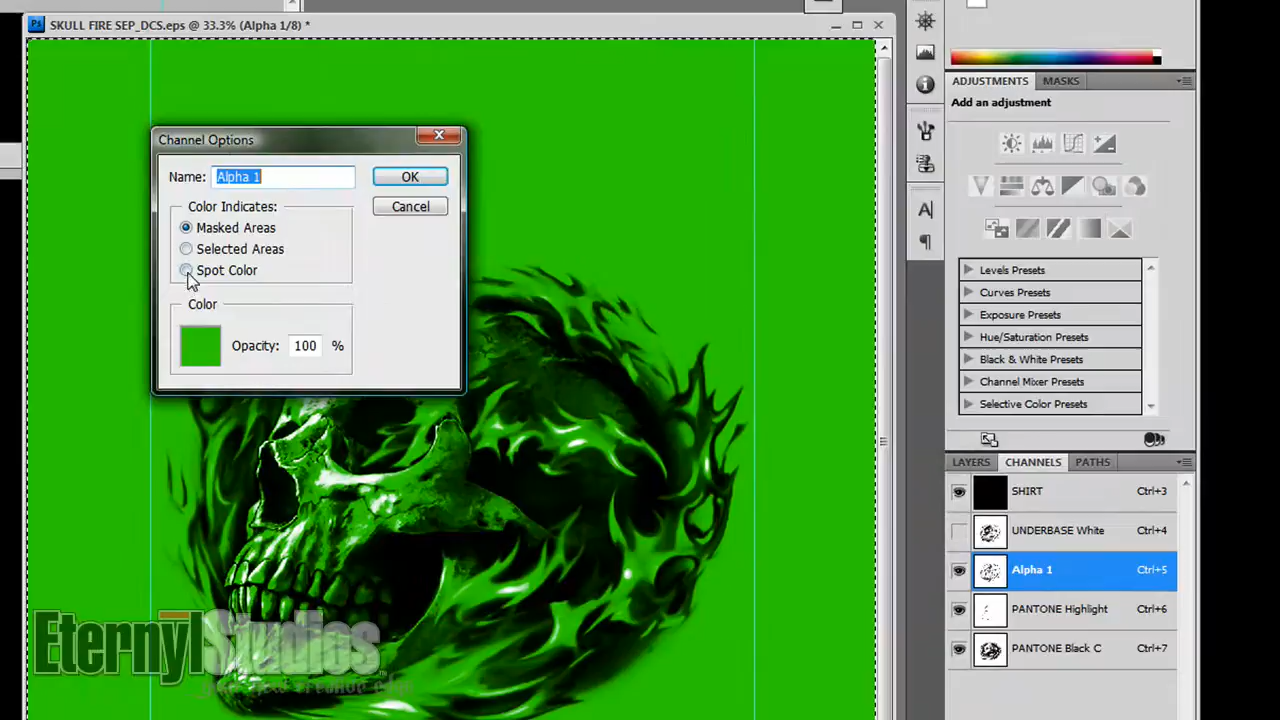 Ps SKULL FIRE SEP_DCS.eps @ 33.3% (Alpha 1/8) *
Channel Options
Name: Alpha 1
OK
Color Indicates:
Cancel
Masked Areas
Selected Areas
Spot Color
Color
Opacity: 100 %
EternylStudios
ADJUSTMENTS MASKS
Add an adjustment
Levels Presets
Curves Presets
Exposure Presets
Hue/Saturation Presets
Black & White Presets
Channel Mixer Presets
Selective Color Presets
LAYERS CHANNELS PATHS
SHIRT Ctrl+3
UNDERBASE White Ctrl+4
Alpha 1 Ctrl+5
PANTONE Highlight Ctrl+6
PANTONE Black C Ctrl+7